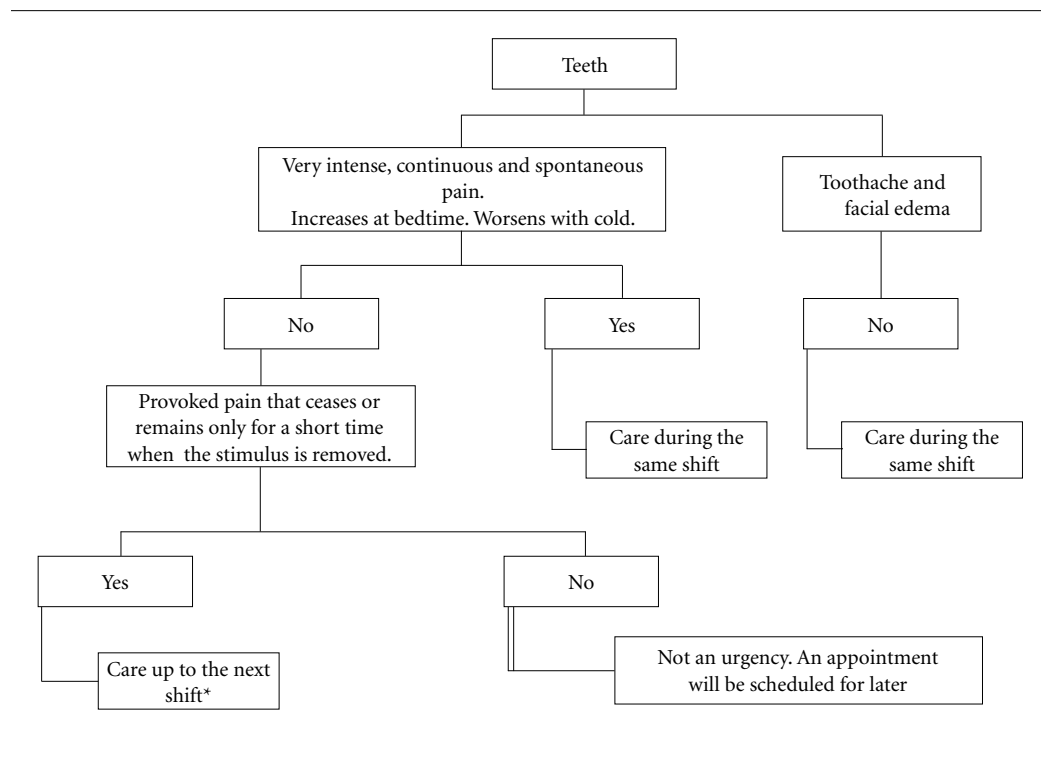 Teeth
Very intense, continuous and spontaneous
pain.
Increases at bedtime. Worsens with cold.
Toothache and
facial edema
No
Yes
No
Provoked pain that ceases or
remains only for a short time
when the stimulus is removed.
Care during the
same shift
Care during the
same shift
Yes
No
Care up to the next
shift*
Not an urgency. An appointment
will be scheduled for later